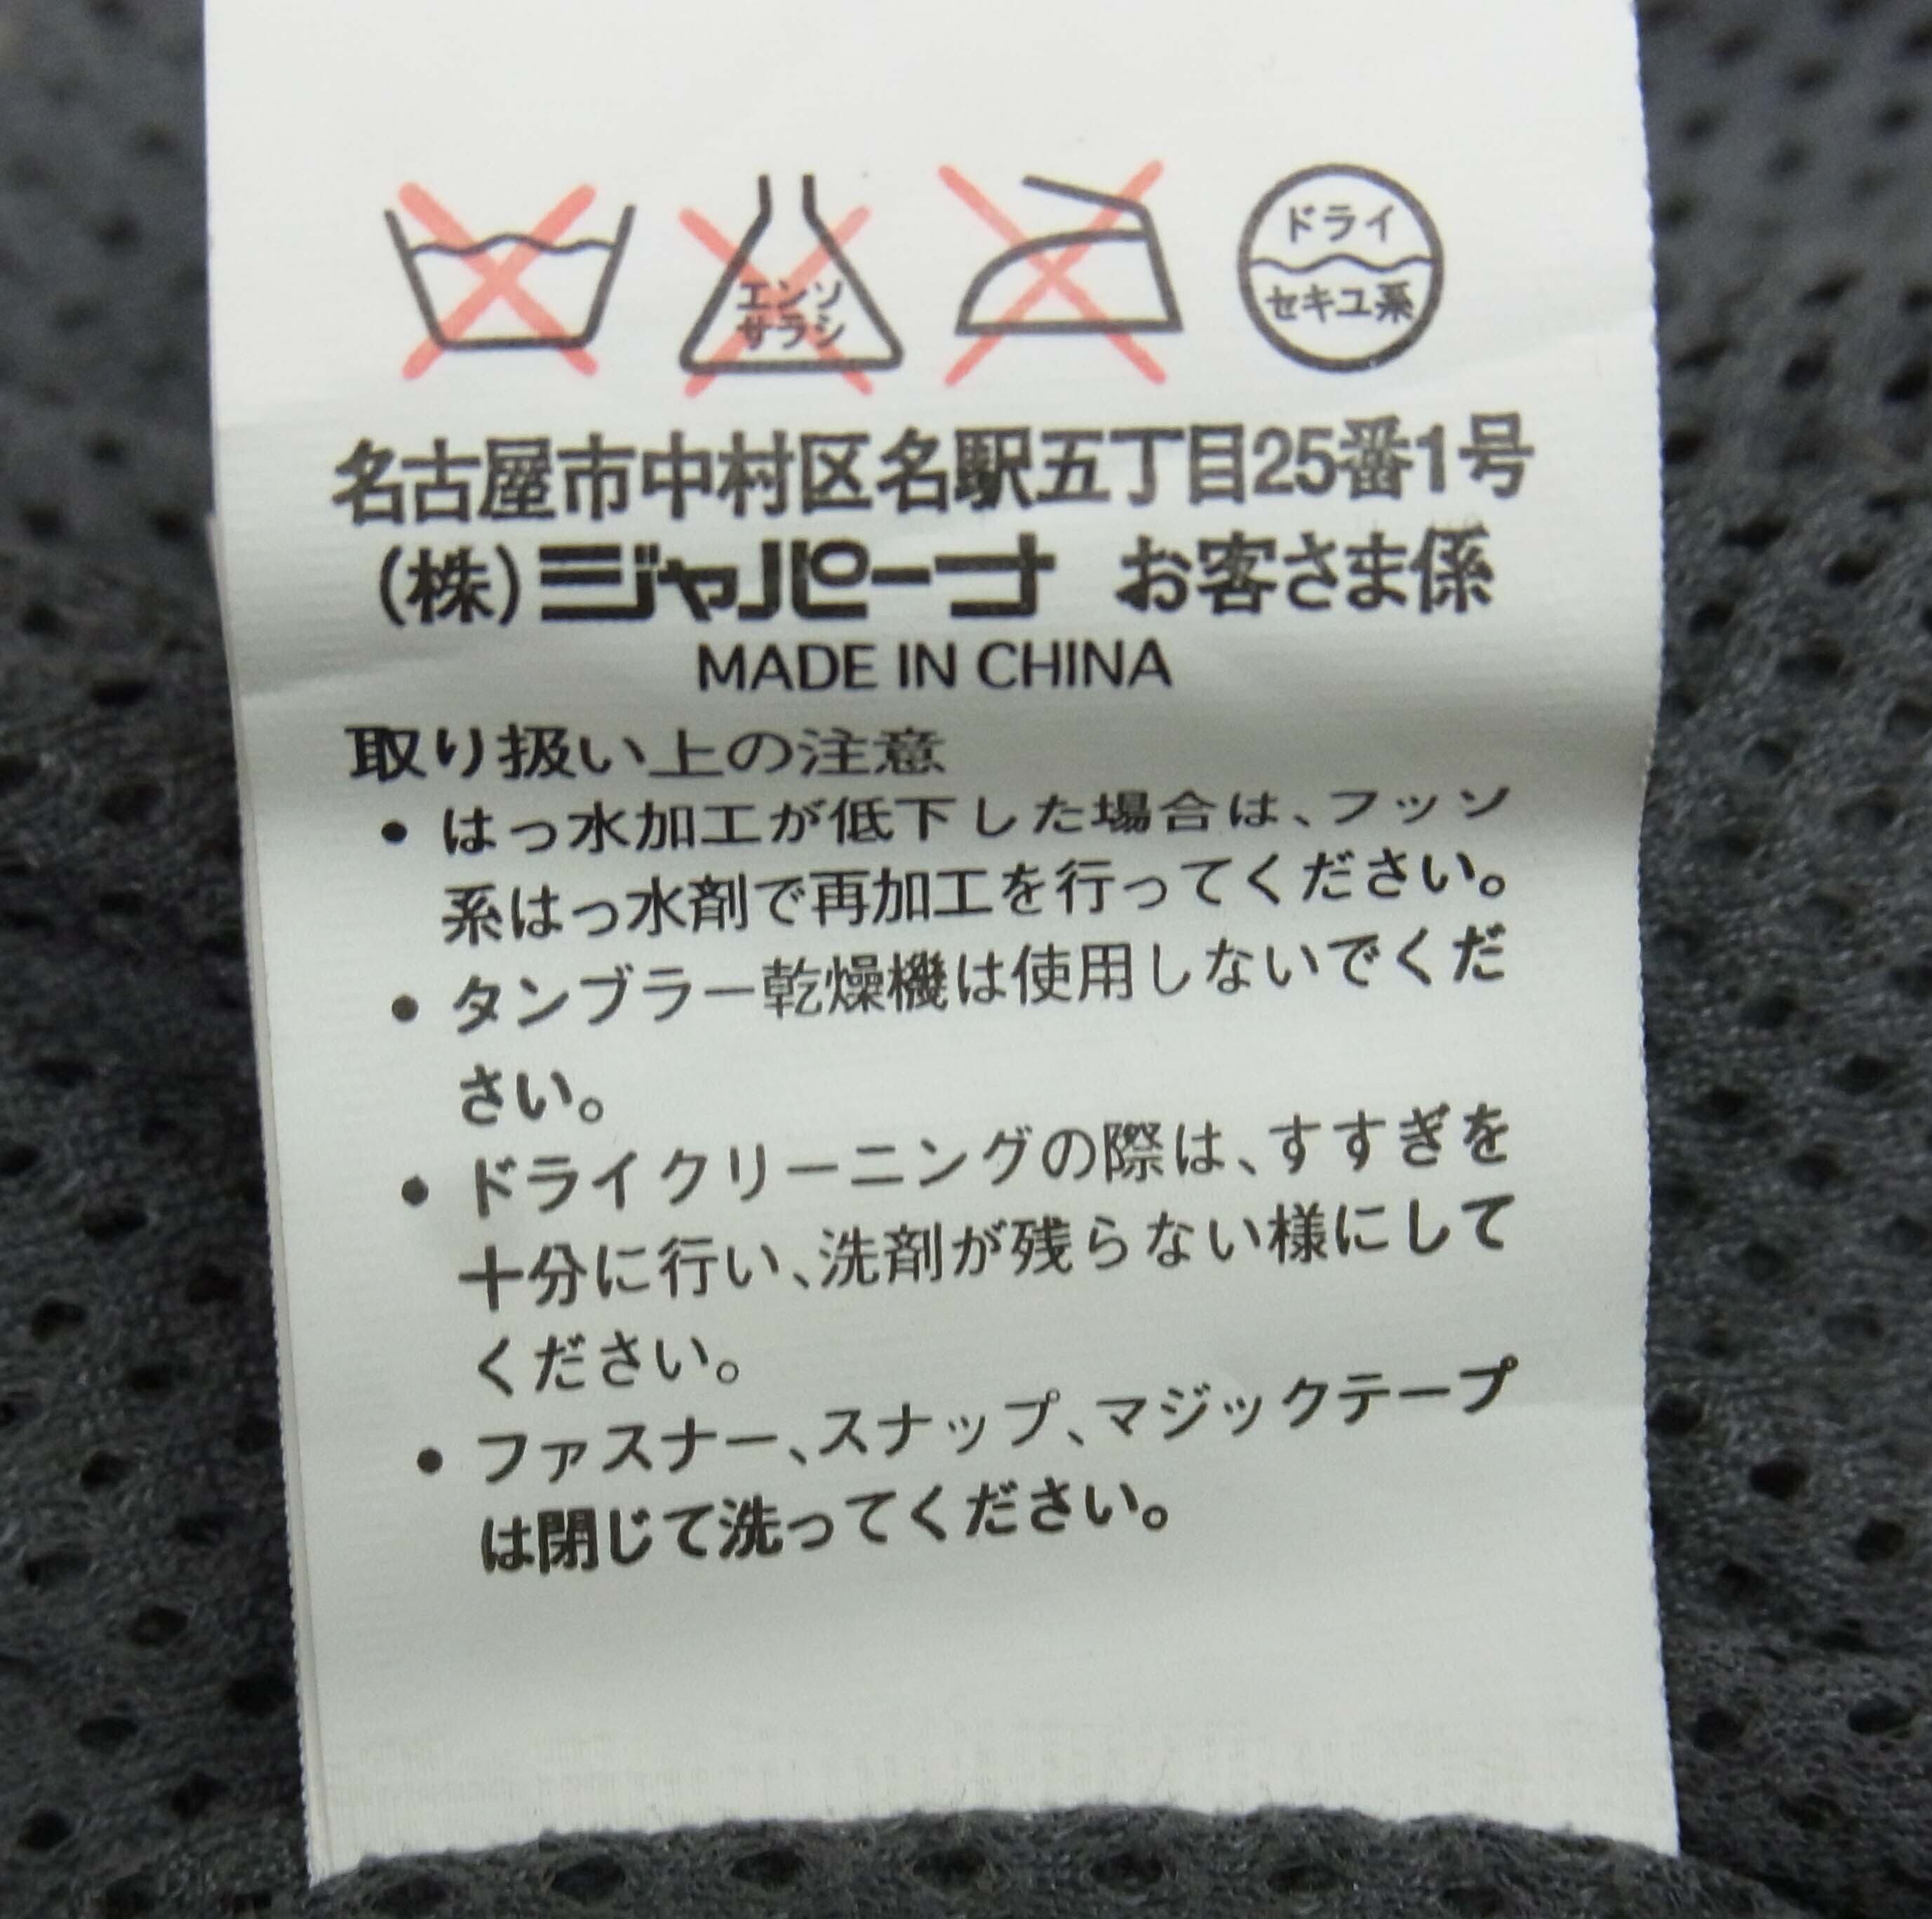 エンソ
サラシ
ドライ
セキユ系
名古屋市中村区名駅五丁目25番1号
(株)ジャパーナ お客さま係
MADE IN CHINA
取り扱い上の注意
• はっ水加工が低下した場合は、フッソ
系はっ水剤で再加工を行ってください。
• タンブラー乾燥機は使用しないでくだ
さい。
• ドライクリーニングの際は、すすぎを
十分に行い、洗剤が残らない様にして
ください。
• ファスナー、スナップ、マジックテープ
は閉じて洗ってください。